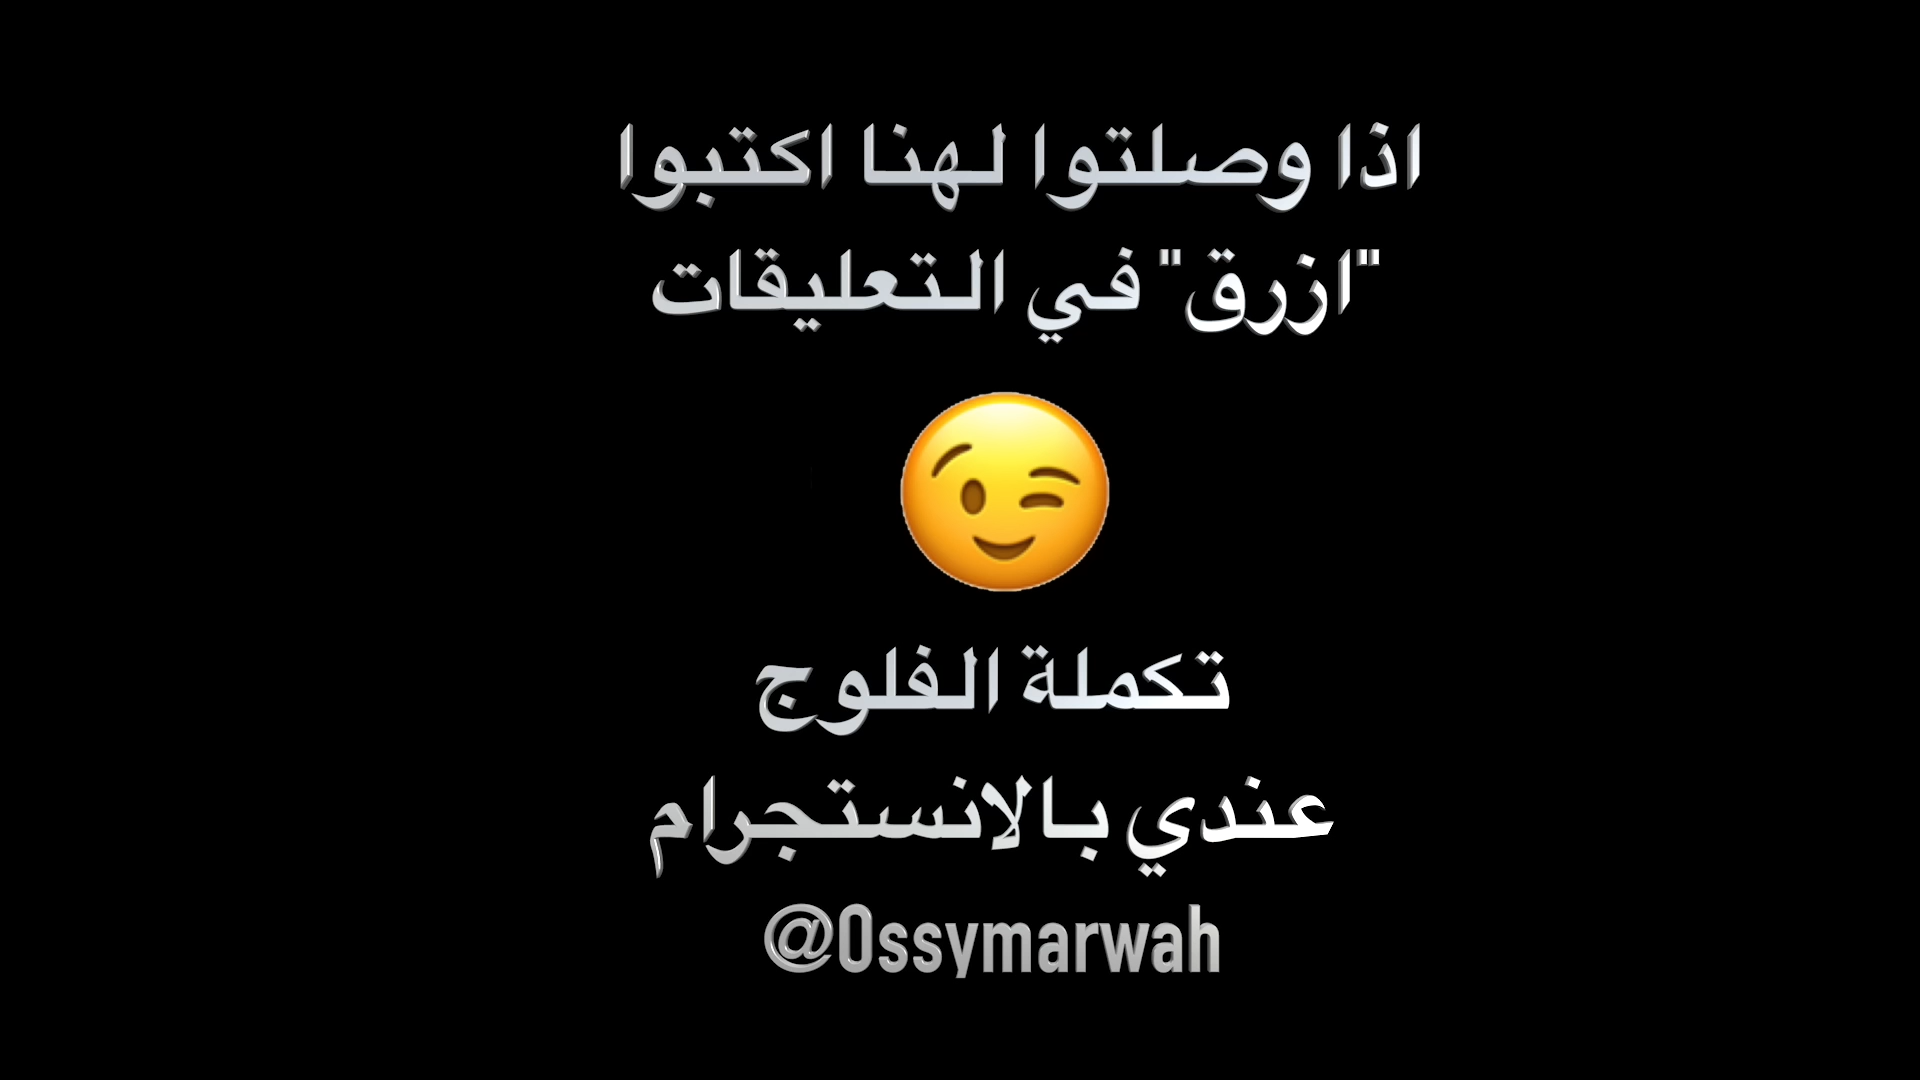 اذا وصلتوا لهنا اكتبوا
"ازرق" في التعليقات
تكملة الفلوج
عندي بالانستجرام
@Ossymarwah